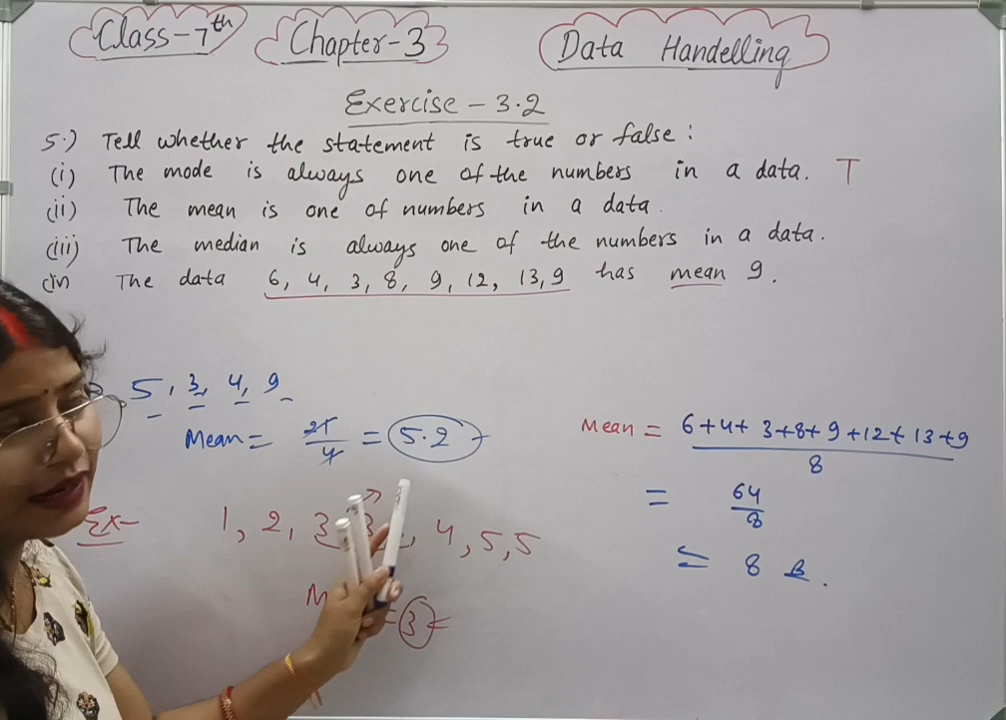 Class-7th Chapter-3 Data Handelling
Exercise - 3.2
5.) Tell whether the statement is true or false :
(i) The mode is always one of the numbers in a data. T
(ii) The mean is one of numbers in a data.
(iii) The median is always one of the numbers in a data.
(iv) The data 6, 4, 3, 8, 9, 12, 13, 9 has mean 9.
5, 3, 4, 9
Mean = 21/4 = 5.2
Ex- 1, 2, 3, 3, 4, 5, 5
= 3 =
Mean = 6+4+3+8+9+12+13+9
8
= 64/8
= 8